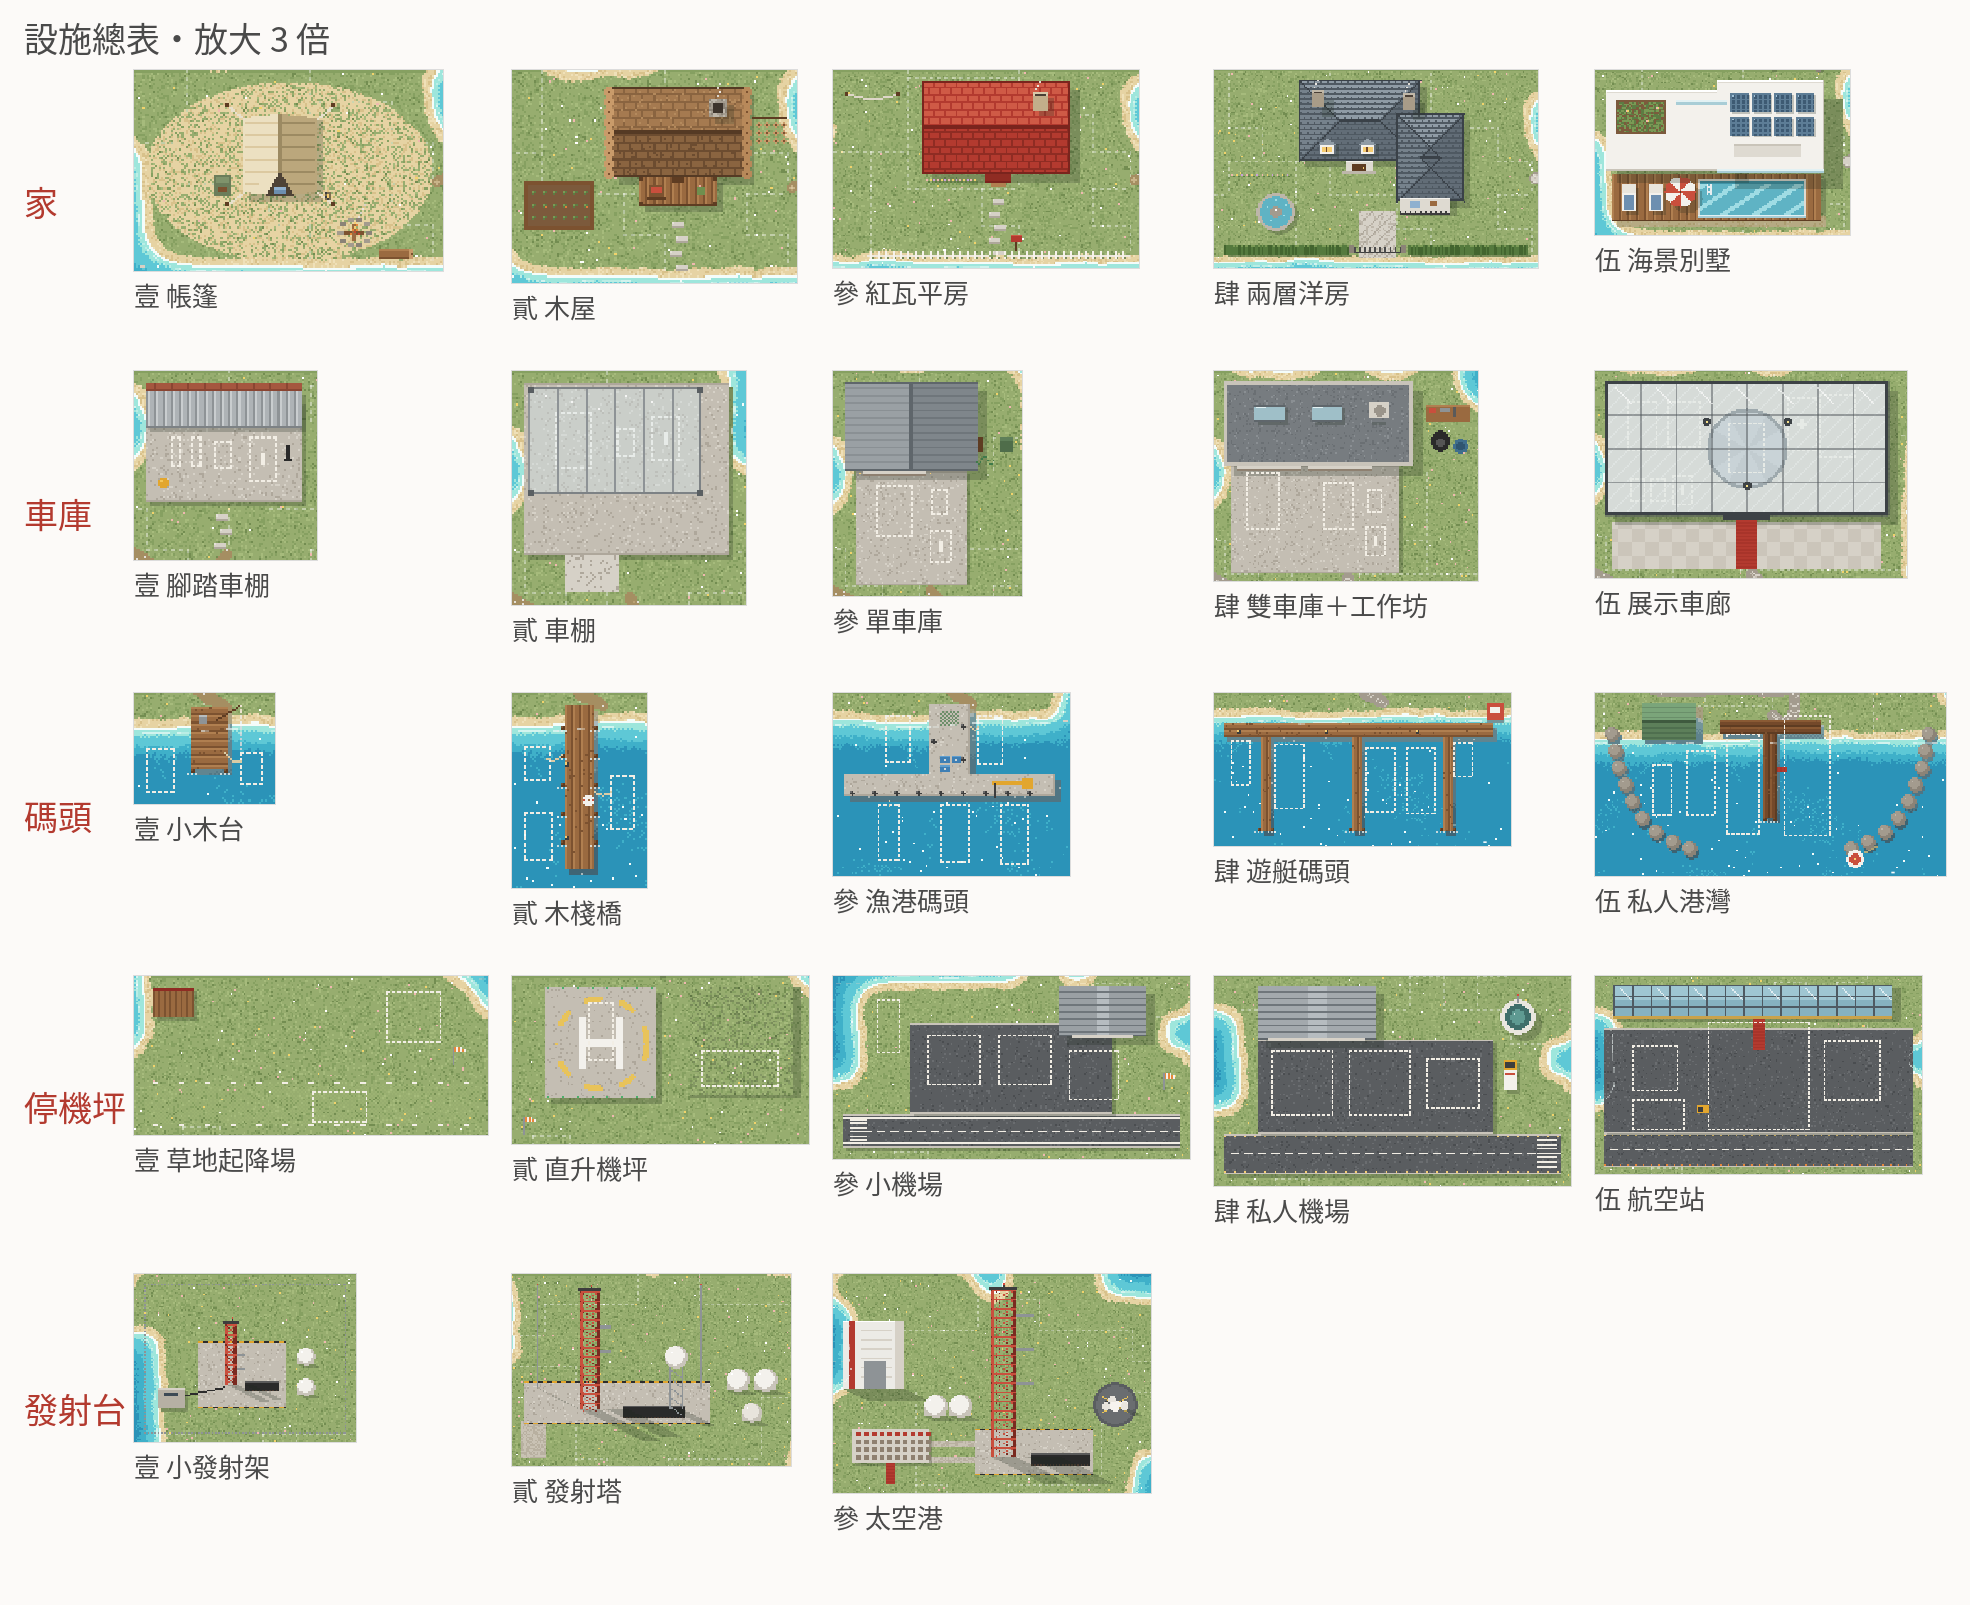 設施總表・放大 3 倍
家
壹 帳篷
貳 木屋
參 紅瓦平房
肆 兩層洋房
伍 海景別墅
車庫
壹 腳踏車棚
貳 車棚
參 單車庫
肆 雙車庫＋工作坊
伍 展示車廊
碼頭
壹 小木台
貳 木棧橋
參 漁港碼頭
肆 遊艇碼頭
伍 私人港灣
停機坪
壹 草地起降場
貳 直升機坪
參 小機場
肆 私人機場
伍 航空站
發射台
壹 小發射架
貳 發射塔
參 太空港
H